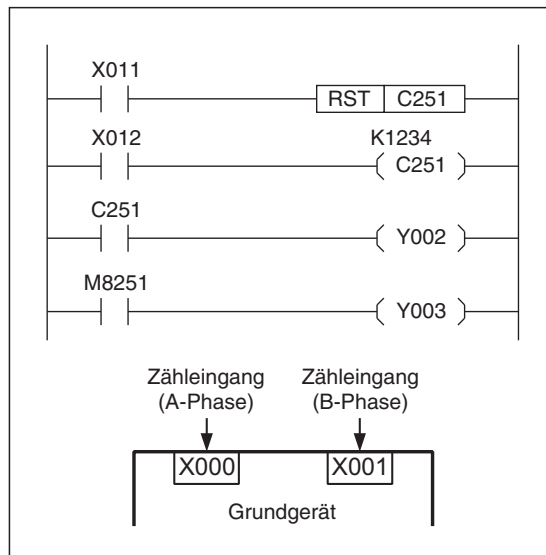 X011
RST C251
X012 K1234
C251
C251
Y002
M8251
Y003
Zähleingang Zähleingang
(A-Phase) (B-Phase)
X000 X001
Grundgerät